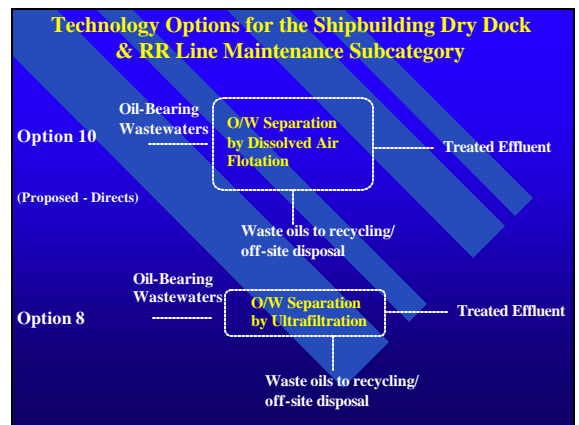 Technology Options for the Shipbuilding Dry Dock
& RR Line Maintenance Subcategory
Oil-Bearing
Wastewaters
O/W Separation
by Dissolved Air
Flotation
Option 10
Treated Effluent
(Proposed - Directs)
Waste oils to recycling/
off-site disposal
Oil-Bearing
Wastewaters
O/W Separation
by Ultrafiltration
Treated Effluent
Option 8
Waste oils to recycling/
off-site disposal